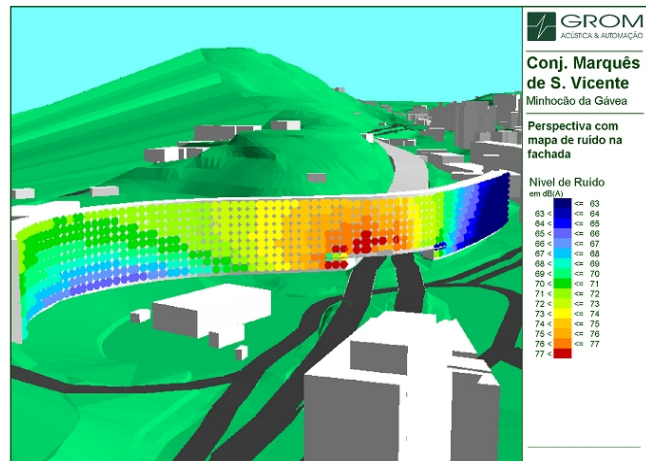 GROM
ACÚSTICA & AUTOMAÇÃO
Conj. Marquês
de S. Vicente
Minhocão da Gávea
Perspectiva com
mapa de ruído na
fachada
Nível de Ruído
em dB(A)
<= 63
63 < <= 64
64 < <= 65
65 < <= 66
66 < <= 67
67 < <= 68
68 < <= 69
69 < <= 70
70 < <= 71
71 < <= 72
72 < <= 73
73 < <= 74
74 < <= 75
75 < <= 76
76 < <= 77
77 <